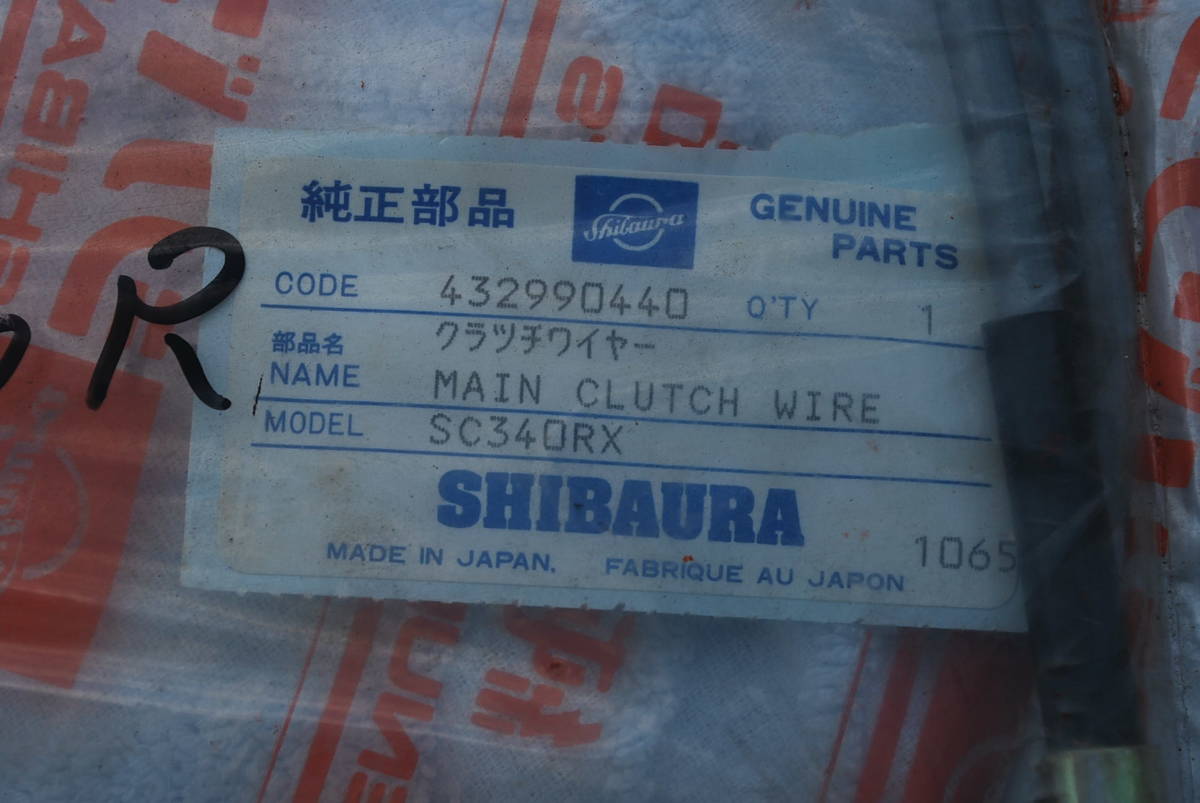 純正部品 Shibaura GENUINE PARTS
CODE 432990440 Q'TY 1
部品名 クラツチワイヤー
NAME MAIN CLUTCH WIRE
MODEL SC340RX
SHIBAURA
MADE IN JAPAN. FABRIQUE AU JAPON 1065
R